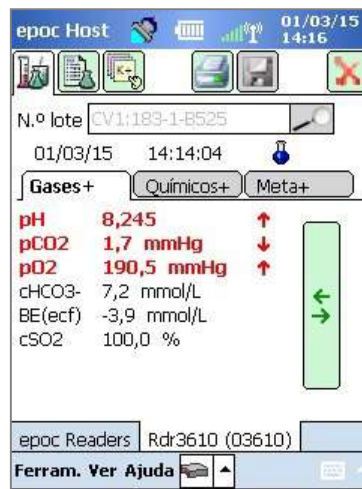 epoc Host 01/03/15
14:16
K+
N.º lote CV1:183-1-B525
01/03/15 14:14:04
Gases+ Químicos+ Meta+
pH 8,245 ↑
pCO2 1,7 mmHg ↓
pO2 190,5 mmHg ↑
cHCO3- 7,2 mmol/L
BE(ecf) -3,9 mmol/L
cSO2 100,0 %
epoc Readers Rdr3610 (03610)
Ferram. Ver Ajuda